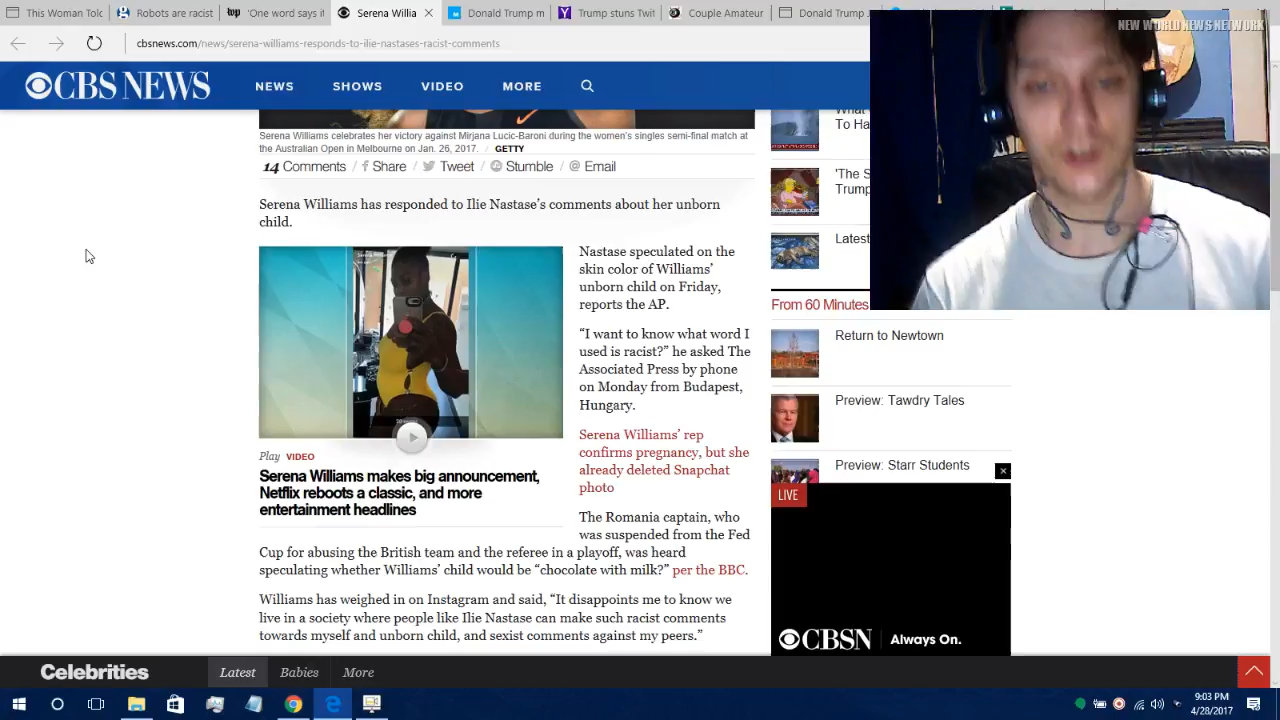 This Man Took
Robots are racist
Serena Williams
Donald Trump, M
Trump slams Twit
Couple Amateur
Donald Trump
NEW WORLD NEWS NETWORK
cbsnews.com/news/serena-williams-responds-to-ilie-nastases-racist-comments
CBS NEWS
NEWS SHOWS VIDEO MORE
Serena Williams celebrates her victory against Mirjana Lucic-Baroni during the women's singles semi-final match at
the Australian Open in Melbourne on Jan. 26, 2017. / GETTY
14 Comments / Share / Tweet / Stumble / @ Email
Serena Williams has responded to Ilie Nastase's comments about her unborn
child.
Nastase speculated on the
skin color of Williams'
unborn child on Friday,
reports the AP.
"I want to know what word I
used is racist?" he asked The
Associated Press by phone
on Monday from Budapest,
Hungary.
Serena Williams' rep
confirms pregnancy, but she
already deleted Snapchat
photo
Play VIDEO
Serena Williams makes big announcement,
Netflix reboots a classic, and more
entertainment headlines
The Romania captain, who
was suspended from the Fed
Cup for abusing the British team and the referee in a playoff, was heard
speculating whether Williams' child would be "chocolate with milk?" per the BBC.
Williams has weighed in on Instagram and said, "It disappoints me to know we
live in a society where people like Ilie Nastase can make such racist comments
towards myself and unborn child, and sexist comments against my peers."
What
To Ha
'The S
Trump
Latest
From 60 Minutes
Return to Newtown
Preview: Tawdry Tales
Preview: Starr Students
LIVE
CBSN Always On.
Celebrities Latest Babies More
9:03 PM
4/28/2017